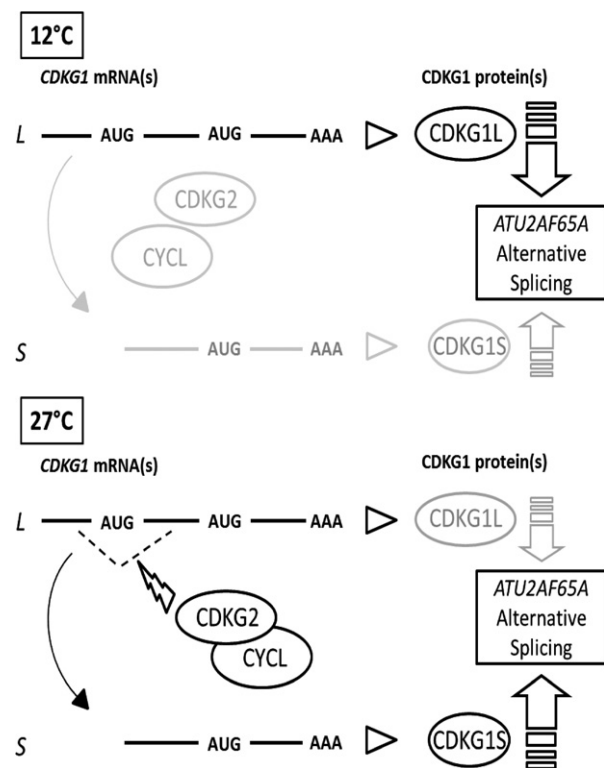 12°C
CDKG1 mRNA(s) CDKG1 protein(s)
L AUG AUG AAA CDKG1L
CDKG2
CYCL
ATU2AF65A
Alternative
Splicing
S AUG AAA CDKG1S
27°C
CDKG1 mRNA(s) CDKG1 protein(s)
L AUG AUG AAA CDKG1L
CDKG2
CYCL
ATU2AF65A
Alternative
Splicing
S AUG AAA CDKG1S